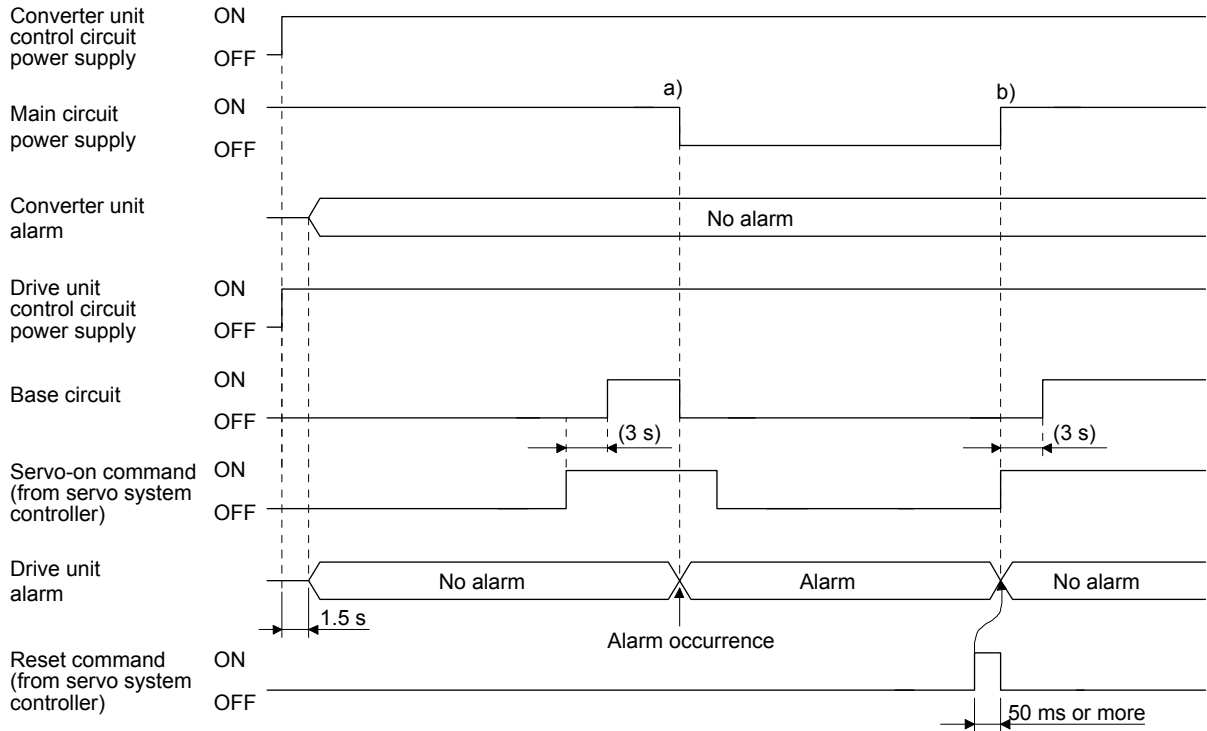 Converter unit
control circuit
power supply
ON
OFF
Main circuit
power supply
ON
OFF
a)
b)
Converter unit
alarm
No alarm
Drive unit
control circuit
power supply
ON
OFF
Base circuit
ON
OFF
(3 s)
(3 s)
Servo-on command
(from servo system
controller)
ON
OFF
Drive unit
alarm
No alarm
Alarm
No alarm
1.5 s
Alarm occurrence
Reset command
(from servo system
controller)
ON
OFF
50 ms or more